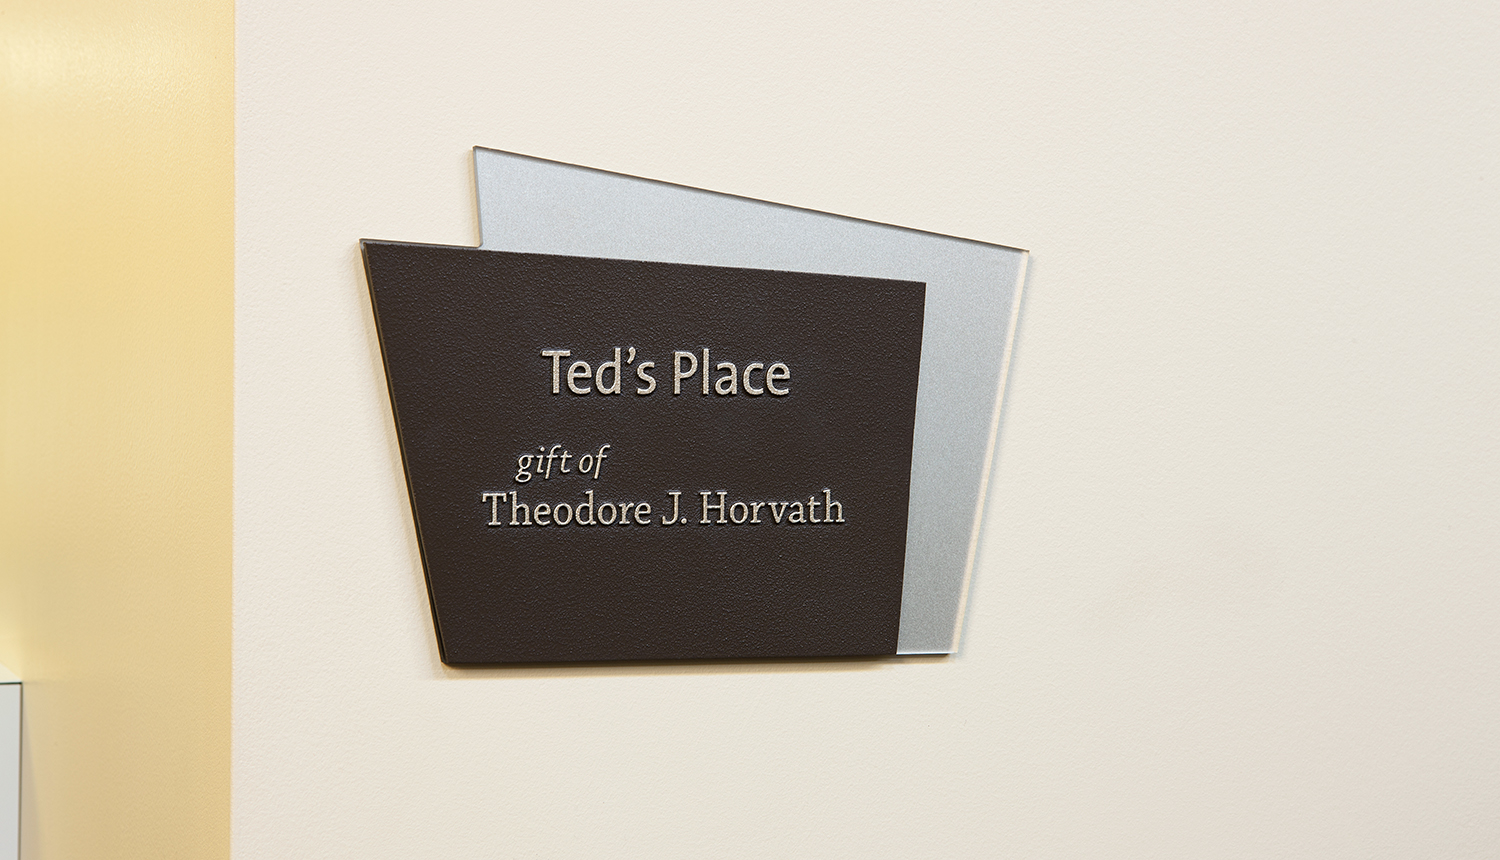 Ted’s Place
gift of
Theodore J. Horvath